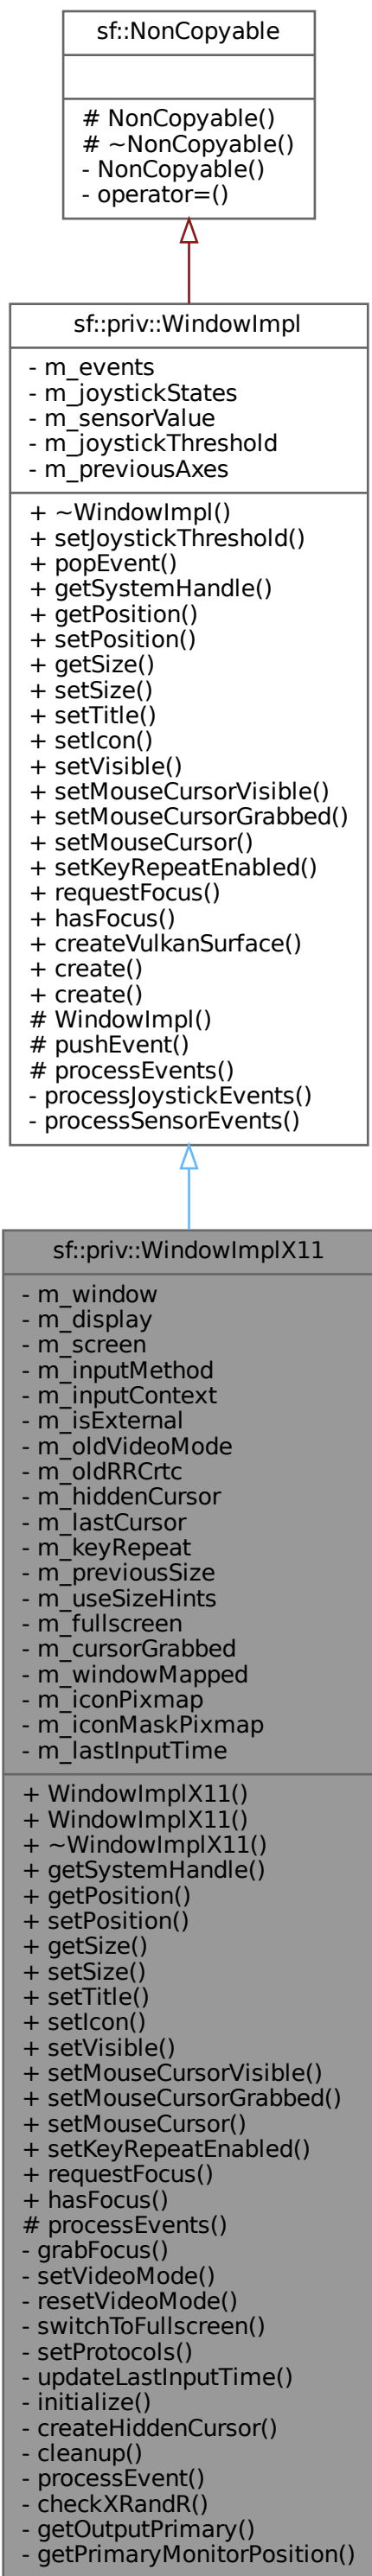 sf::NonCopyable
# NonCopyable()
# ~NonCopyable()
- NonCopyable()
- operator=()
sf::priv::WindowImpl
- m_events
- m_joystickStates
- m_sensorValue
- m_joystickThreshold
- m_previousAxes
+ ~WindowImpl()
+ setJoystickThreshold()
+ popEvent()
+ getSystemHandle()
+ getPosition()
+ setPosition()
+ getSize()
+ setSize()
+ setTitle()
+ setIcon()
+ setVisible()
+ setMouseCursorVisible()
+ setMouseCursorGrabbed()
+ setMouseCursor()
+ setKeyRepeatEnabled()
+ requestFocus()
+ hasFocus()
+ createVulkanSurface()
+ create()
+ create()
# WindowImpl()
# pushEvent()
# processEvents()
- processJoystickEvents()
- processSensorEvents()
sf::priv::WindowImplX11
- m_window
- m_display
- m_screen
- m_inputMethod
- m_inputContext
- m_isExternal
- m_oldVideoMode
- m_oldRRCrtc
- m_hiddenCursor
- m_lastCursor
- m_keyRepeat
- m_previousSize
- m_useSizeHints
- m_fullscreen
- m_cursorGrabbed
- m_windowMapped
- m_iconPixmap
- m_iconMaskPixmap
- m_lastInputTime
+ WindowImplX11()
+ WindowImplX11()
+ ~WindowImplX11()
+ getSystemHandle()
+ getPosition()
+ setPosition()
+ getSize()
+ setSize()
+ setTitle()
+ setIcon()
+ setVisible()
+ setMouseCursorVisible()
+ setMouseCursorGrabbed()
+ setMouseCursor()
+ setKeyRepeatEnabled()
+ requestFocus()
+ hasFocus()
# processEvents()
- grabFocus()
- setVideoMode()
- resetVideoMode()
- switchToFullscreen()
- setProtocols()
- updateLastInputTime()
- initialize()
- createHiddenCursor()
- cleanup()
- processEvent()
- checkXRandR()
- getOutputPrimary()
- getPrimaryMonitorPosition()